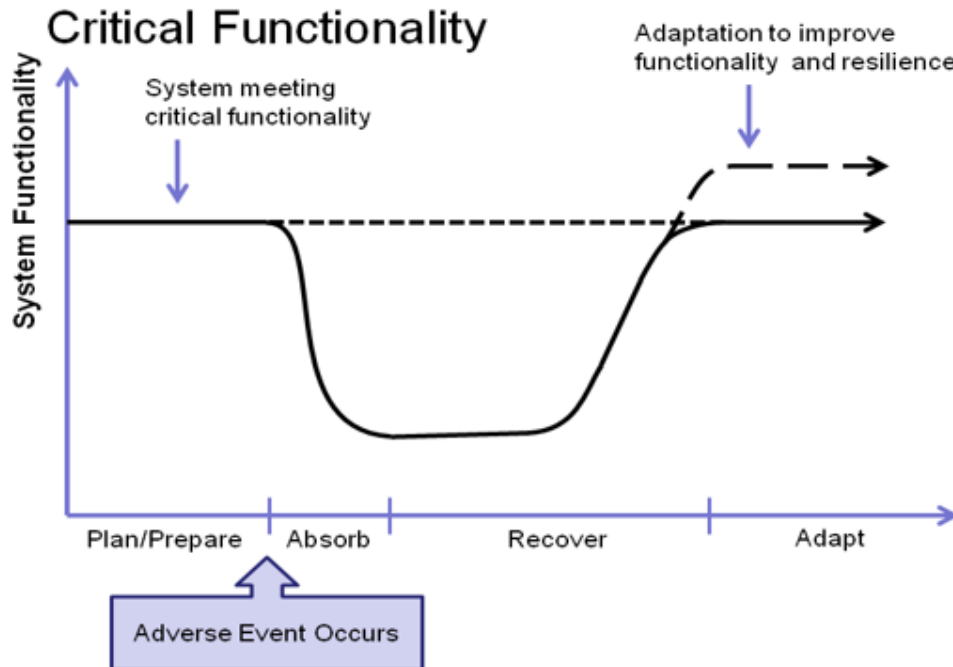 Critical Functionality
Adaptation to improve
functionality and resilience
System meeting
critical functionality
System Functionality
Plan/Prepare
Absorb
Recover
Adapt
Adverse Event Occurs